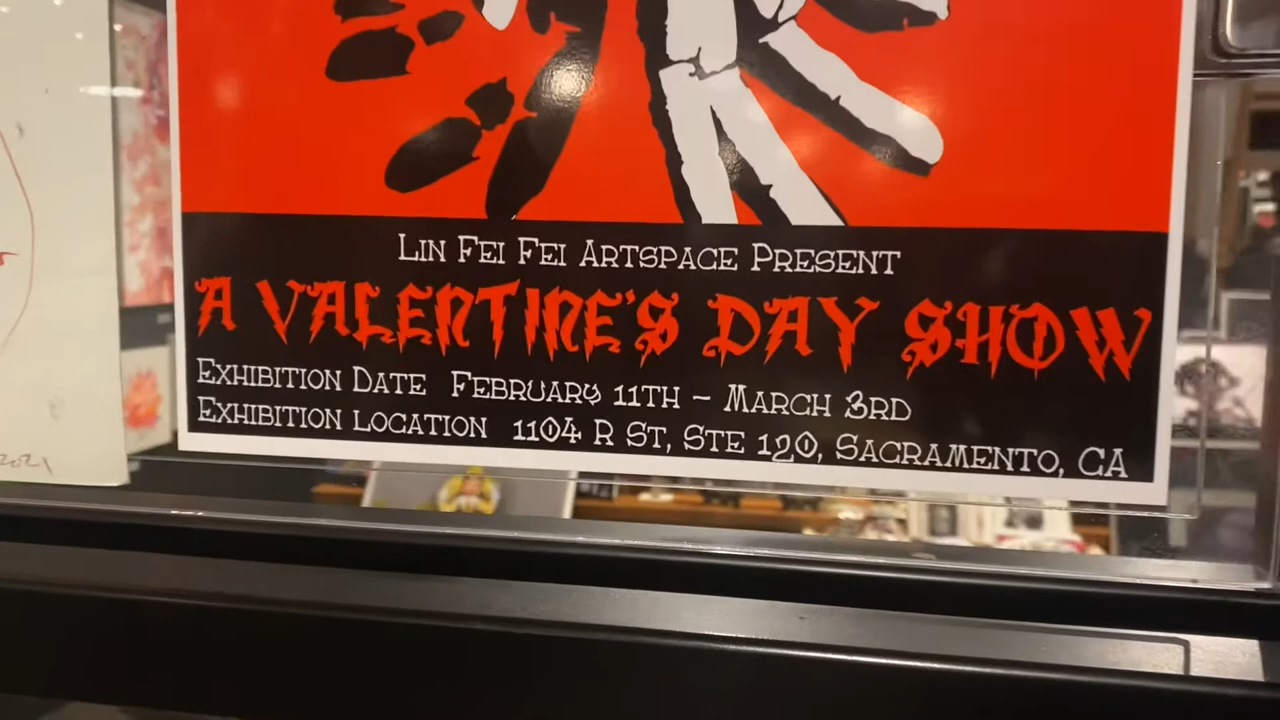 Lin Fei Fei Artspace Present
A Valentine's Day Show
Exhibition Date February 11th - March 3rd
Exhibition Location 1104 R St, Ste 120, Sacramento, CA
2021